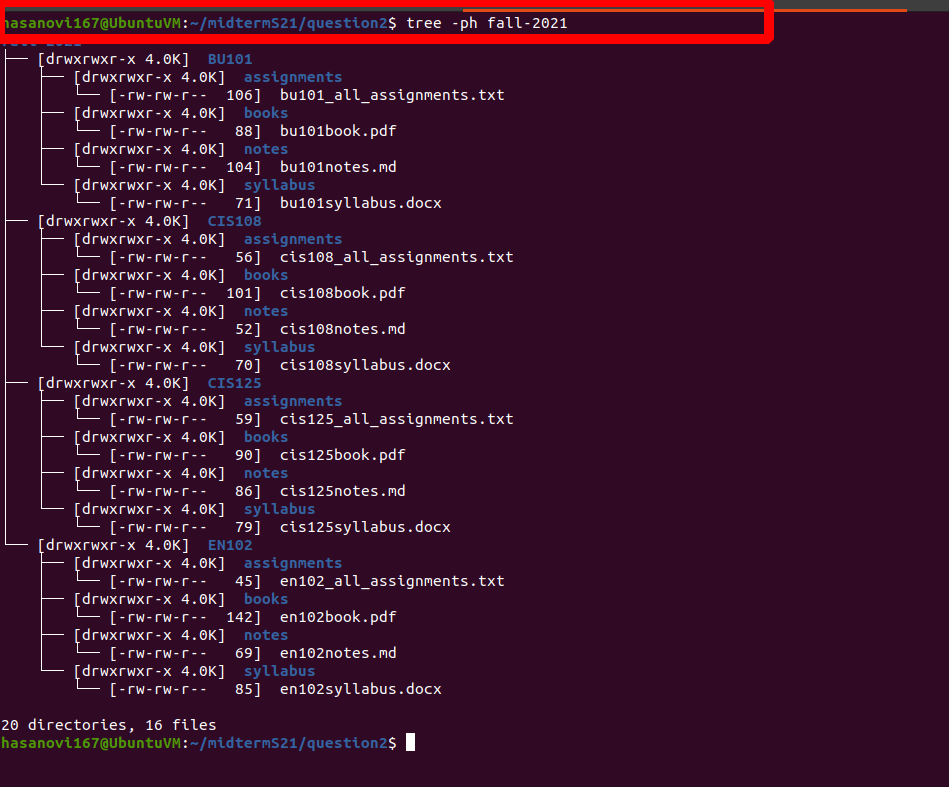 hasanovi167@UbuntuVM:~/midtermS21/question2$ tree -ph fall-2021
├── [drwxrwxr-x 4.0K]  BU101
│   ├── [drwxrwxr-x 4.0K]  assignments
│   │   └── [-rw-rw-r--  106]  bu101_all_assignments.txt
│   ├── [drwxrwxr-x 4.0K]  books
│   │   └── [-rw-rw-r--   88]  bu101book.pdf
│   ├── [drwxrwxr-x 4.0K]  notes
│   │   └── [-rw-rw-r--  104]  bu101notes.md
│   └── [drwxrwxr-x 4.0K]  syllabus
│       └── [-rw-rw-r--   71]  bu101syllabus.docx
├── [drwxrwxr-x 4.0K]  CIS108
│   ├── [drwxrwxr-x 4.0K]  assignments
│   │   └── [-rw-rw-r--   56]  cis108_all_assignments.txt
│   ├── [drwxrwxr-x 4.0K]  books
│   │   └── [-rw-rw-r--  101]  cis108book.pdf
│   ├── [drwxrwxr-x 4.0K]  notes
│   │   └── [-rw-rw-r--   52]  cis108notes.md
│   └── [drwxrwxr-x 4.0K]  syllabus
│       └── [-rw-rw-r--   70]  cis108syllabus.docx
├── [drwxrwxr-x 4.0K]  CIS125
│   ├── [drwxrwxr-x 4.0K]  assignments
│   │   └── [-rw-rw-r--   59]  cis125_all_assignments.txt
│   ├── [drwxrwxr-x 4.0K]  books
│   │   └── [-rw-rw-r--   90]  cis125book.pdf
│   ├── [drwxrwxr-x 4.0K]  notes
│   │   └── [-rw-rw-r--   86]  cis125notes.md
│   └── [drwxrwxr-x 4.0K]  syllabus
│       └── [-rw-rw-r--   79]  cis125syllabus.docx
└── [drwxrwxr-x 4.0K]  EN102
    ├── [drwxrwxr-x 4.0K]  assignments
    │   └── [-rw-rw-r--   45]  en102_all_assignments.txt
    ├── [drwxrwxr-x 4.0K]  books
    │   └── [-rw-rw-r--  142]  en102book.pdf
    ├── [drwxrwxr-x 4.0K]  notes
    │   └── [-rw-rw-r--   69]  en102notes.md
    └── [drwxrwxr-x 4.0K]  syllabus
        └── [-rw-rw-r--   85]  en102syllabus.docx
20 directories, 16 files
hasanovi167@UbuntuVM:~/midtermS21/question2$